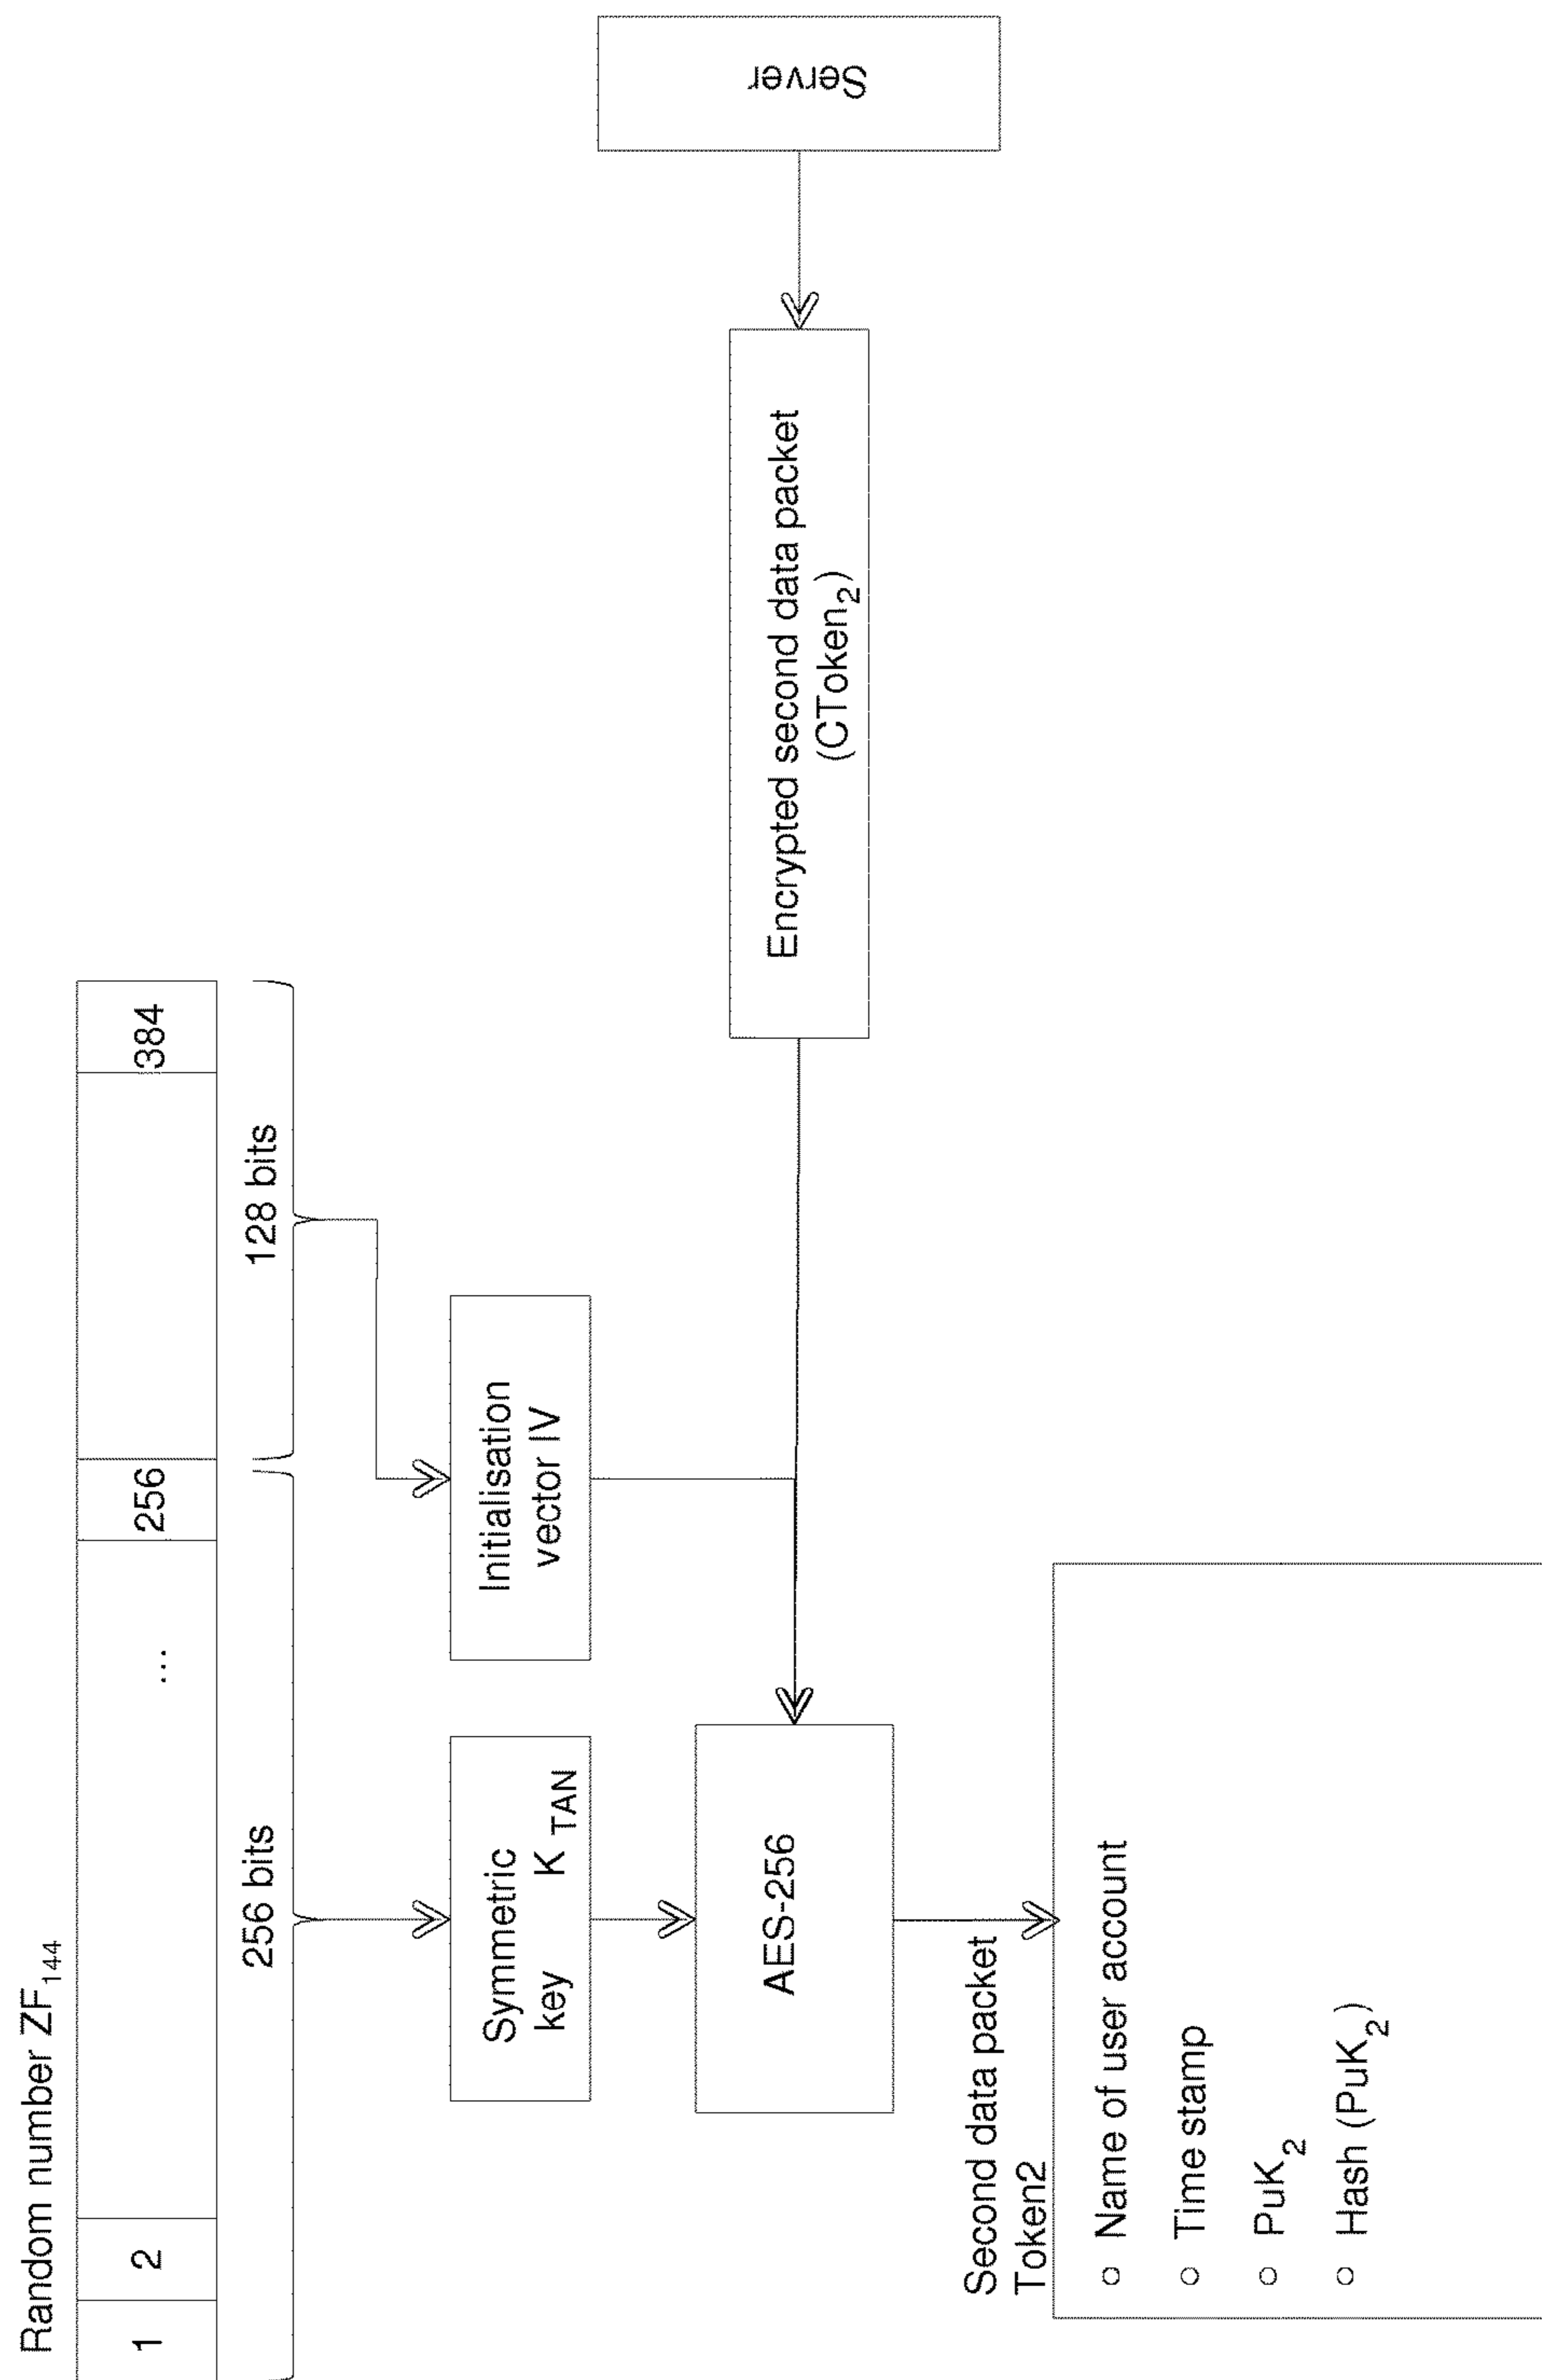 Random number ZF₁₄₄
1 2 ... 256 384
256 bits
128 bits
Symmetric
key K TAN
Initialisation
vector IV
AES-256
Encrypted second data packet
(CToken₂)
Server
Second data packet
Token2
○ Name of user account
○ Time stamp
○ PuK₂
○ Hash (PuK₂)